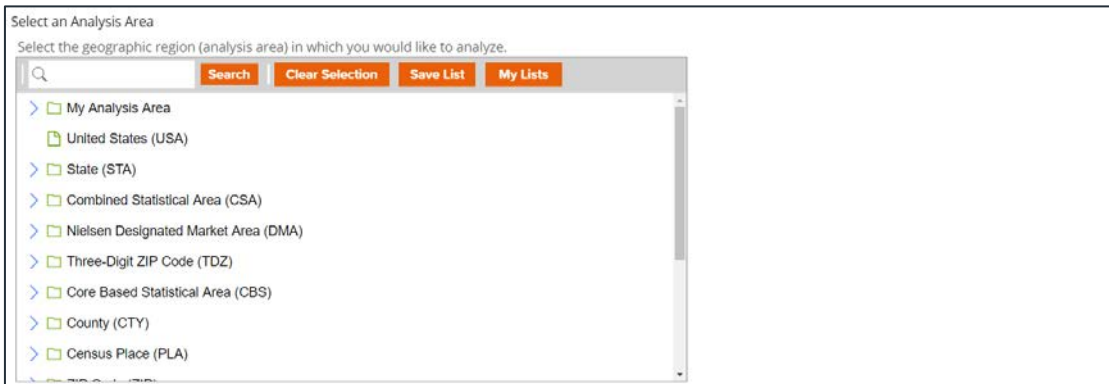 Select an Analysis Area
Select the geographic region (analysis area) in which you would like to analyze.
Search Clear Selection Save List My Lists
My Analysis Area
United States (USA)
State (STA)
Combined Statistical Area (CSA)
Nielsen Designated Market Area (DMA)
Three-Digit ZIP Code (TDZ)
Core Based Statistical Area (CBS)
County (CTY)
Census Place (PLA)